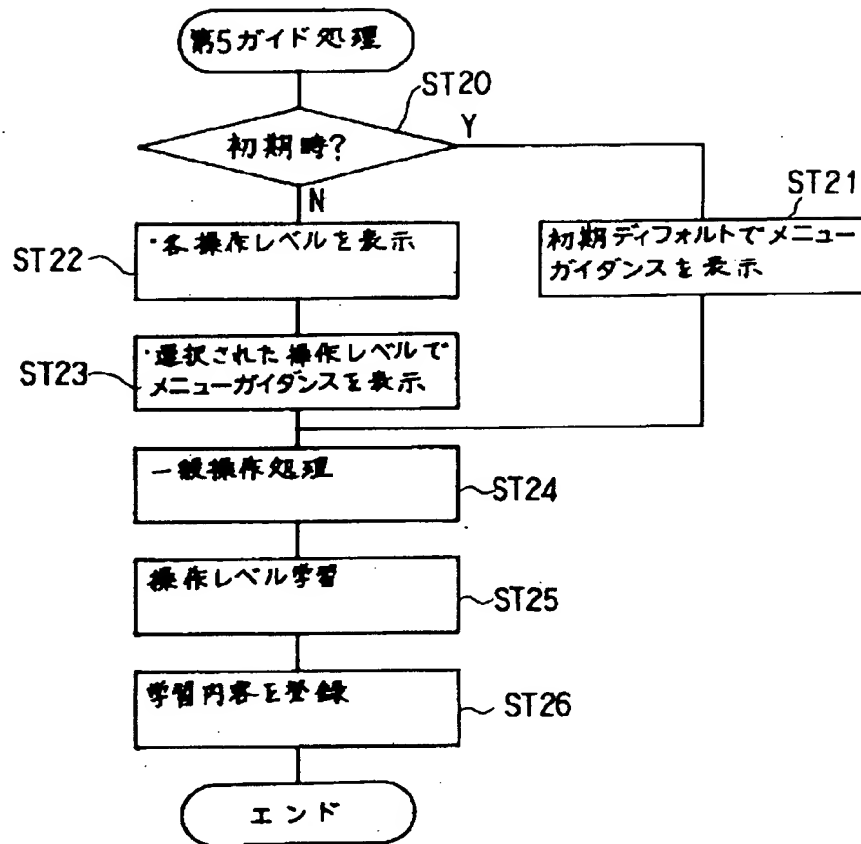 第5ガイド処理
ST20
初期時?
Y
N
ST21
・各操作レベルを表示
初期ディフォルトでメニュー
ガイダンスを表示
ST22
・選択された操作レベルで
メニューガイダンスを表示
ST23
一般操作処理
ST24
操作レベル学習
ST25
学習内容を登録
ST26
エンド